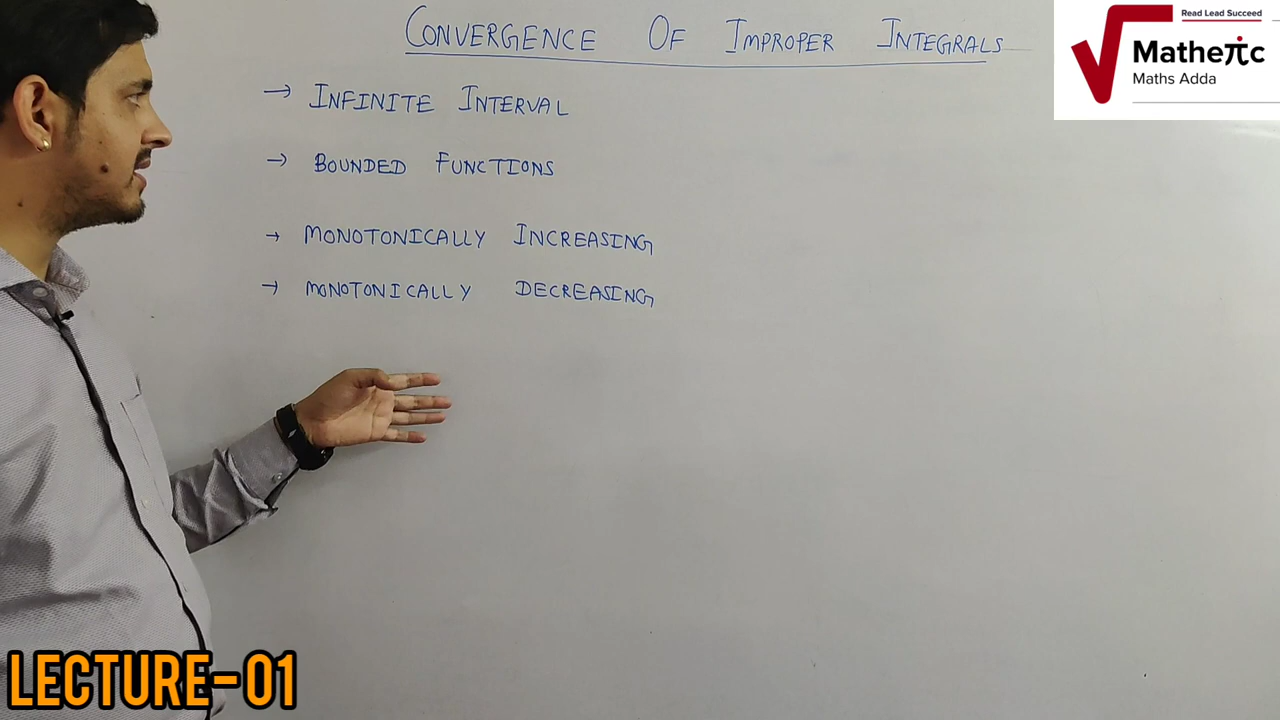 CONVERGENCE OF IMPROPER INTEGRALS
Read Lead Succeed
Matheπc
Maths Adda
→ INFINITE INTERVAL
→ BOUNDED FUNCTIONS
→ MONOTONICALLY INCREASING
→ MONOTONICALLY DECREASING
LECTURE-01